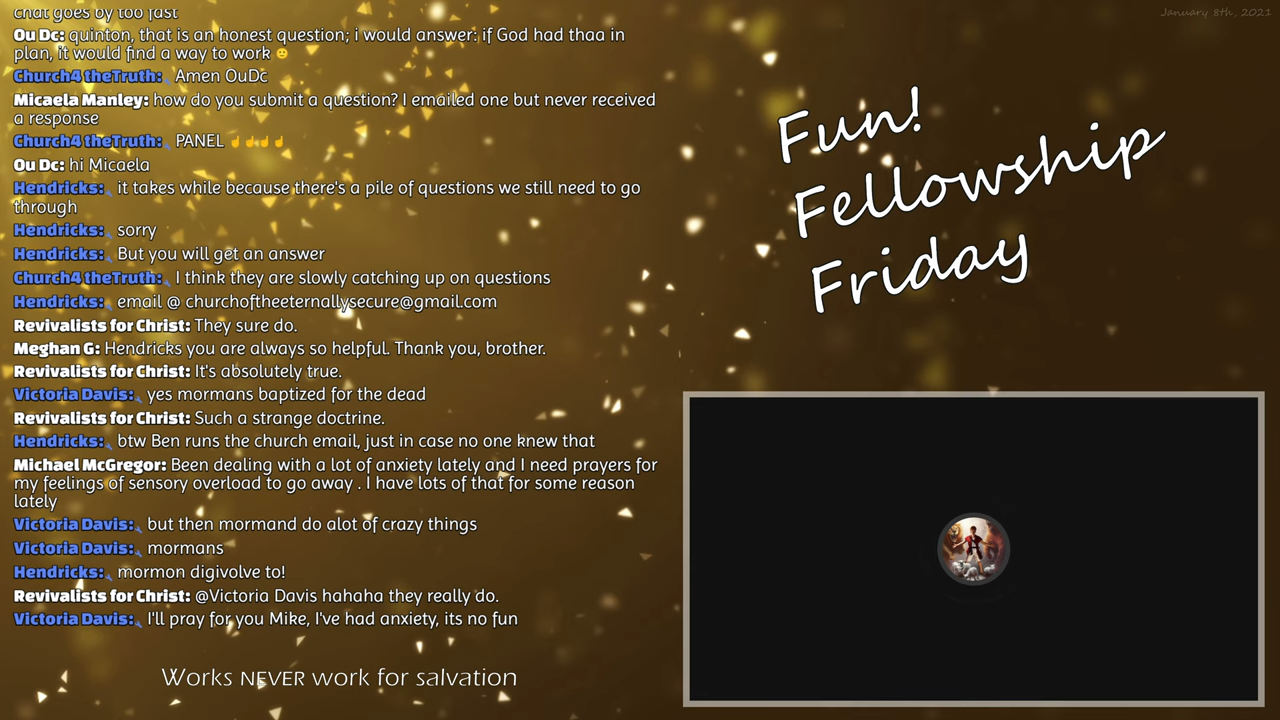 chat goes by too fast
Ou Dc: quinton, that is an honest question; i would answer: if God had thaa in
plan, it would find a way to work 🙂
Church4 theTruth: Amen OuDc
Micaela Manley: how do you submit a question? I emailed one but never received
a response
Church4 theTruth: PANEL ☝️☝️☝️☝️
Ou Dc: hi Micaela
Hendricks: it takes while because there's a pile of questions we still need to go
through
Hendricks: sorry
Hendricks: But you will get an answer
Church4 theTruth: I think they are slowly catching up on questions
Hendricks: email @ churchoftheeternallysecure@gmail.com
Revivalists for Christ: They sure do.
Meghan G: Hendricks you are always so helpful. Thank you, brother.
Revivalists for Christ: It's absolutely true.
Victoria Davis: yes mormans baptized for the dead
Revivalists for Christ: Such a strange doctrine.
Hendricks: btw Ben runs the church email, just in case no one knew that
Michael McGregor: Been dealing with a lot of anxiety lately and I need prayers for
my feelings of sensory overload to go away . I have lots of that for some reason
lately
Victoria Davis: but then mormand do alot of crazy things
Victoria Davis: mormans
Hendricks: mormon digivolve to!
Revivalists for Christ: @Victoria Davis hahaha they really do.
Victoria Davis: I'll pray for you Mike, I've had anxiety, its no fun
Works NEVER work for salvation
January 8th, 2021
Fun!
Fellowship
Friday